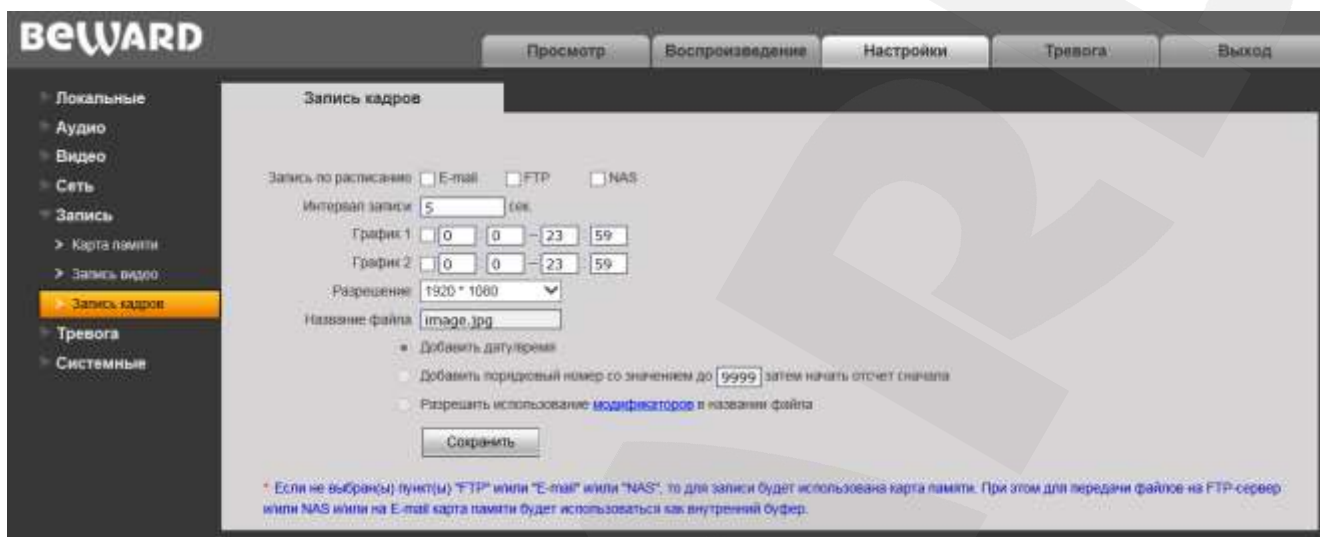 BEWARD
Просмотр Воспроизведение Настройки Тревога Выход
Локальные
Аудио
Видео
Сеть
Запись
Карта памяти
Запись видео
Запись кадров
Тревога
Системные
Запись кадров
Запись по расписанию E-mail FTP NAS
Интервал записи 5 сек.
График 1 0 0 – 23 59
График 2 0 0 – 23 59
Разрешение 1920 * 1080
Название файла image.jpg
Добавить дату/время
Добавить порядковый номер со значением до 9999 затем начать отсчет сначала
Разрешить использование модификаторов в названии файла
Сохранить
* Если не выбран(ы) пункт(ы) "FTP" и/или "E-mail" и/или "NAS", то для записи будет использована карта памяти. При этом для передачи файлов на FTP-сервер
и/или NAS и/или на E-mail карта памяти будет использоваться как внутренний буфер.